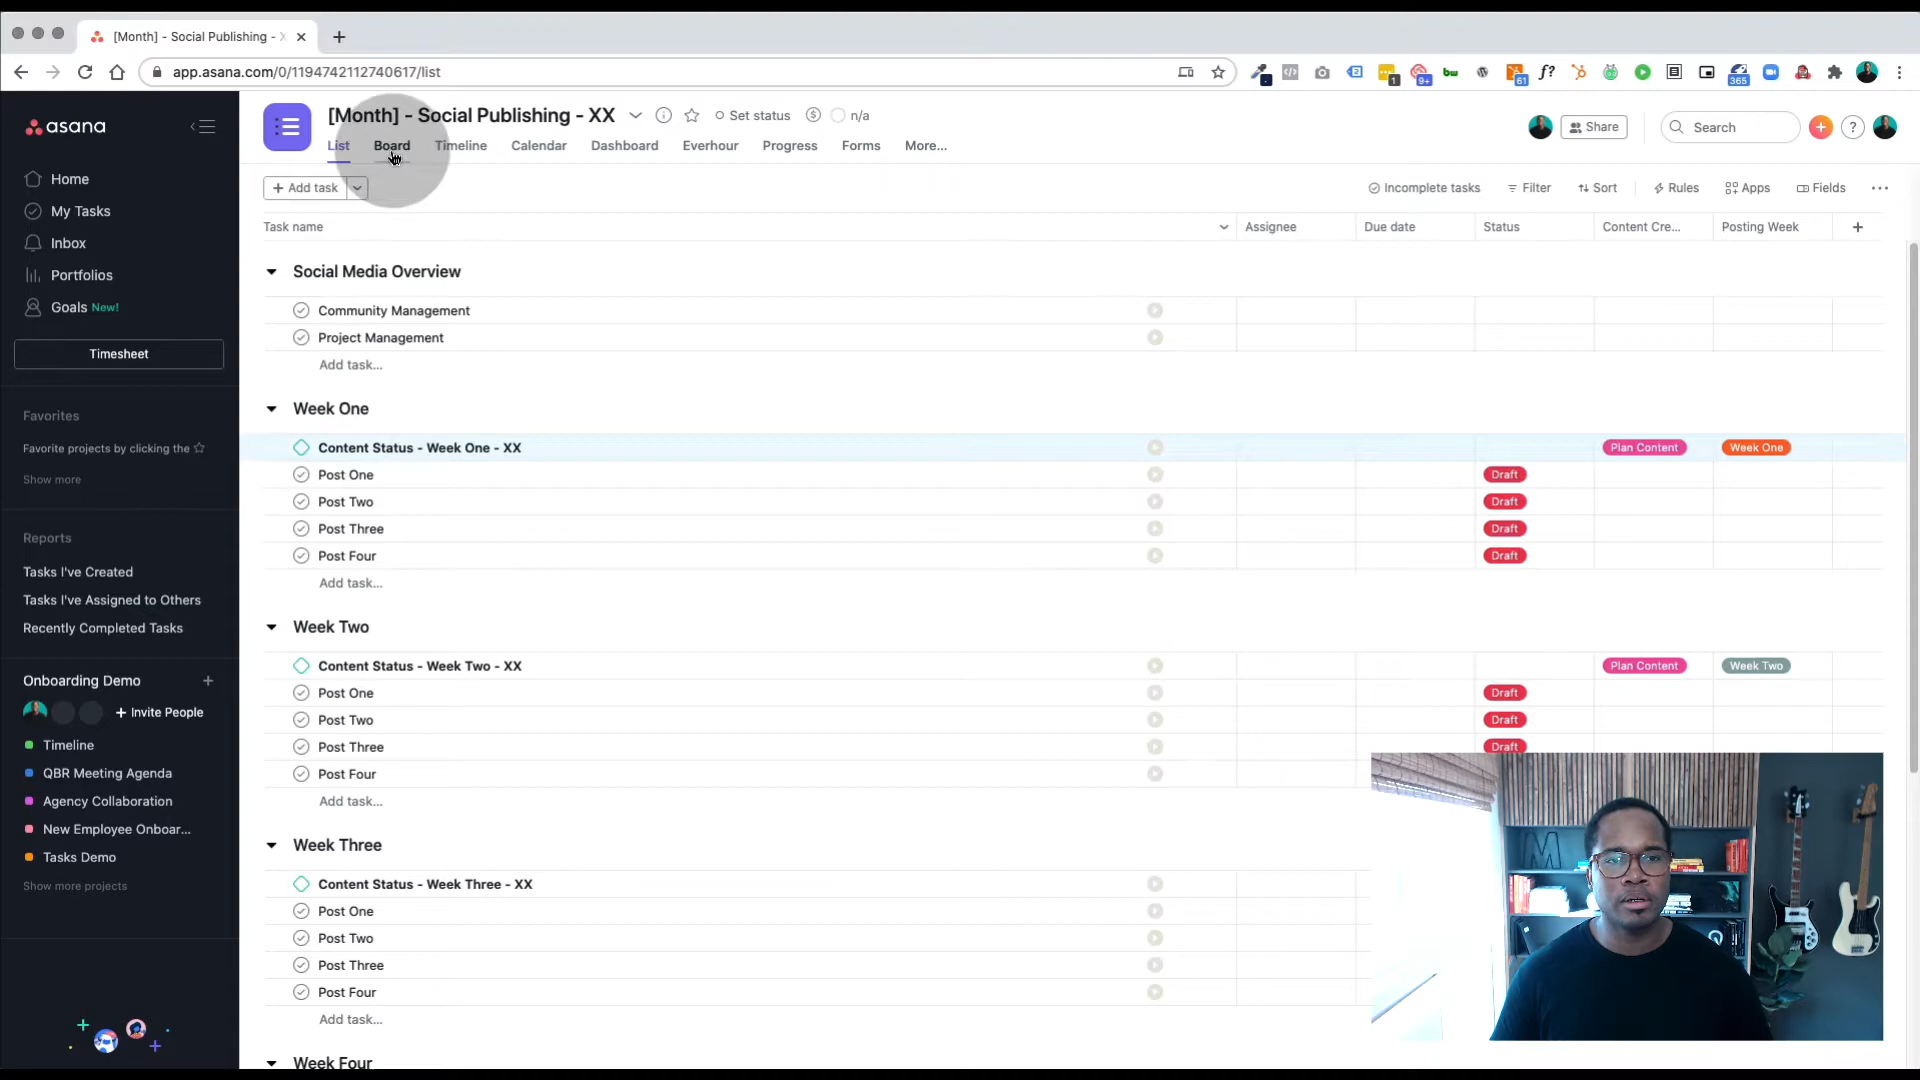 [Month] - Social Publishing - X
app.asana.com/0/1194742112740617/list
1
9+
bw
61
f?
365
asana
[Month] - Social Publishing - XX
Set status
n/a
Share
Search
?
List
Board
Timeline
Calendar
Dashboard
Everhour
Progress
Forms
More...
Home
My Tasks
Inbox
Portfolios
Goals New!
Timesheet
Favorites
Favorite projects by clicking the
Show more
Reports
Tasks I've Created
Tasks I've Assigned to Others
Recently Completed Tasks
Onboarding Demo +
+ Invite People
Timeline
QBR Meeting Agenda
Agency Collaboration
New Employee Onboar...
Tasks Demo
Show more projects
+ Add task
Incomplete tasks
Filter
Sort
Rules
Apps
Fields
Task name
Assignee
Due date
Status
Content Cre...
Posting Week
+
Social Media Overview
Community Management
Project Management
Add task...
Week One
Content Status - Week One - XX Plan Content Week One
Post One Draft
Post Two Draft
Post Three Draft
Post Four Draft
Add task...
Week Two
Content Status - Week Two - XX Plan Content Week Two
Post One Draft
Post Two Draft
Post Three Draft
Post Four
Add task...
Week Three
Content Status - Week Three - XX
Post One
Post Two
Post Three
Post Four
Add task...
Week Four